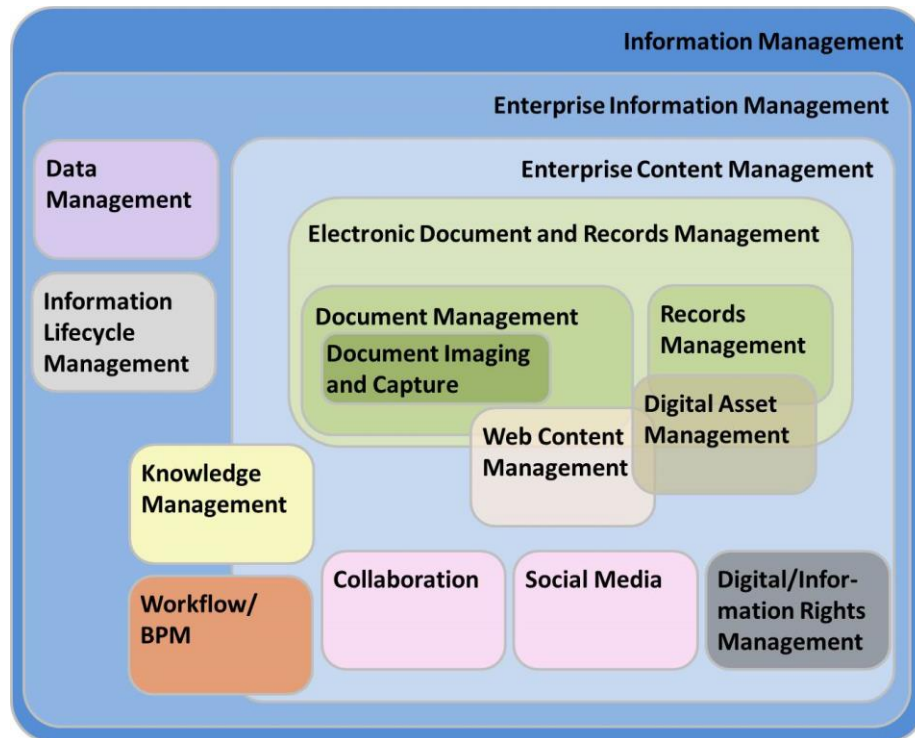 Information Management
Enterprise Information Management
Data
Management
Enterprise Content Management
Electronic Document and Records Management
Information
Lifecycle
Management
Document Management
Document Imaging
and Capture
Records
Management
Digital Asset
Management
Web Content
Management
Knowledge
Management
Workflow/
BPM
Collaboration
Social Media
Digital/Infor-
mation Rights
Management